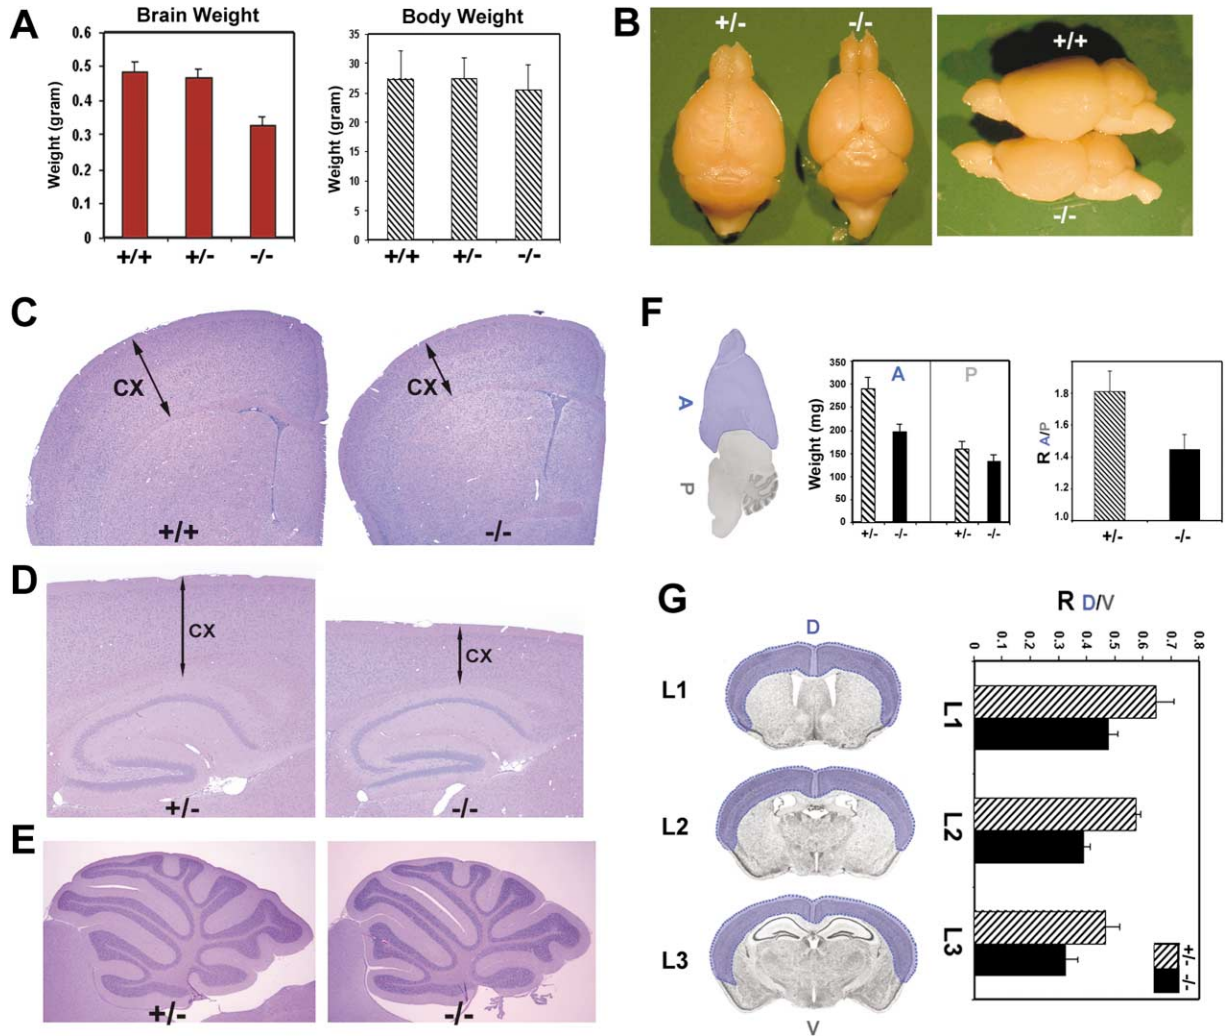 A
Brain Weight
Weight (gram)
0.6
0.5
0.4
0.3
0.2
0.1
0
+/+ +/- -/-
Body Weight
Weight (gram)
35
30
25
20
15
10
5
0
+/+ +/- -/-
B
+/- -/-
+/+
-/-
C
CX
+/+
CX
-/-
D
CX
+/-
CX
-/-
E
+/-
-/-
F
A
P
Weight (mg)
350
300
250
200
150
100
50
0
A P
+/- -/- +/- -/-
R A/P
1.8
1.6
1.4
1.2
1.0
+/- -/-
G
D
L1
L2
L3
V
R D/V
0 0.1 0.2 0.3 0.4 0.5 0.6 0.7 0.8
L1
L2
L3
-/+
-/-